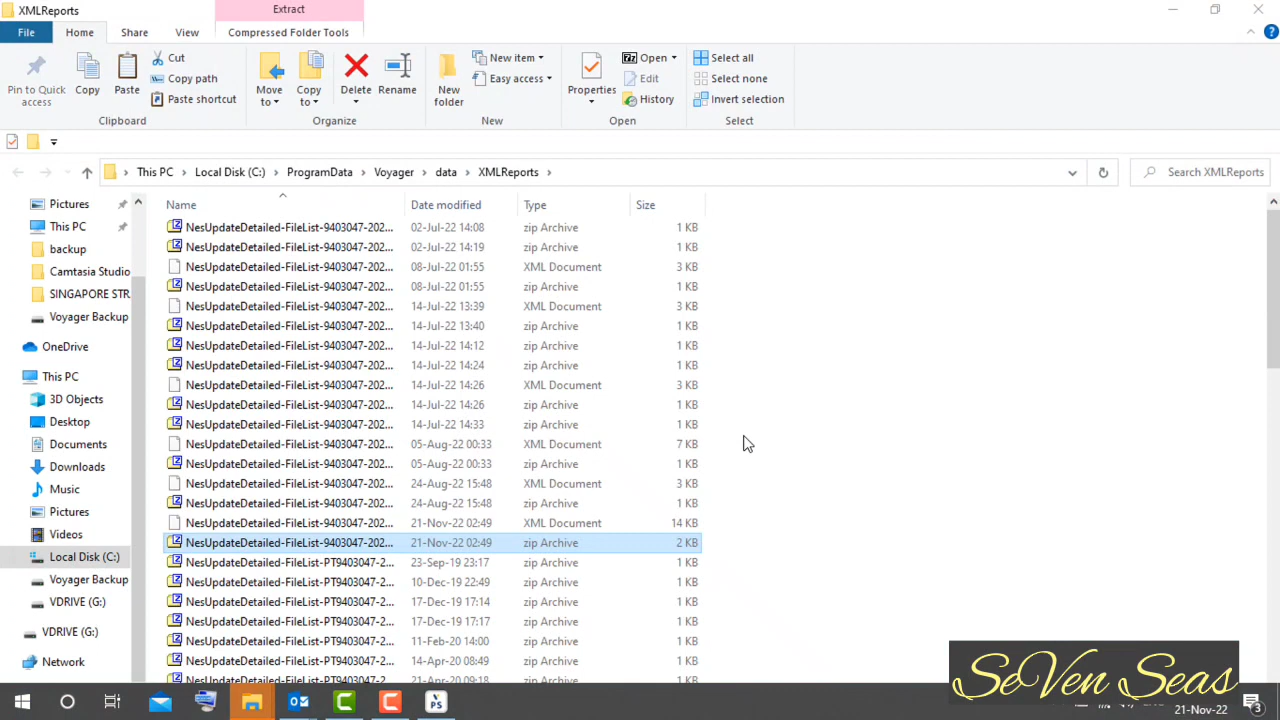 XMLReports
Extract
File
Home
Share
View
Compressed Folder Tools
Pin to Quick access
Copy
Paste
Cut
Copy path
Paste shortcut
Clipboard
Move to
Copy to
Delete
Rename
Organize
New folder
New item
Easy access
New
Properties
Open
Edit
History
Open
Select all
Select none
Invert selection
Select
This PC
Local Disk (C:)
ProgramData
Voyager
data
XMLReports
Search XMLReports
Pictures
This PC
backup
Camtasia Studio
SINGAPORE STR
Voyager Backup
OneDrive
This PC
3D Objects
Desktop
Documents
Downloads
Music
Pictures
Videos
Local Disk (C:)
Voyager Backup
VDRIVE (G:)
VDRIVE (G:)
Network
Name Date modified Type Size
NesUpdateDetailed-FileList-9403047-202... 02-Jul-22 14:08 zip Archive 1 KB
NesUpdateDetailed-FileList-9403047-202... 02-Jul-22 14:19 zip Archive 1 KB
NesUpdateDetailed-FileList-9403047-202... 08-Jul-22 01:55 XML Document 3 KB
NesUpdateDetailed-FileList-9403047-202... 08-Jul-22 01:55 zip Archive 1 KB
NesUpdateDetailed-FileList-9403047-202... 14-Jul-22 13:39 XML Document 3 KB
NesUpdateDetailed-FileList-9403047-202... 14-Jul-22 13:40 zip Archive 1 KB
NesUpdateDetailed-FileList-9403047-202... 14-Jul-22 14:12 zip Archive 1 KB
NesUpdateDetailed-FileList-9403047-202... 14-Jul-22 14:24 zip Archive 1 KB
NesUpdateDetailed-FileList-9403047-202... 14-Jul-22 14:26 XML Document 3 KB
NesUpdateDetailed-FileList-9403047-202... 14-Jul-22 14:26 zip Archive 1 KB
NesUpdateDetailed-FileList-9403047-202... 14-Jul-22 14:33 zip Archive 1 KB
NesUpdateDetailed-FileList-9403047-202... 05-Aug-22 00:33 XML Document 7 KB
NesUpdateDetailed-FileList-9403047-202... 05-Aug-22 00:33 zip Archive 1 KB
NesUpdateDetailed-FileList-9403047-202... 24-Aug-22 15:48 XML Document 3 KB
NesUpdateDetailed-FileList-9403047-202... 24-Aug-22 15:48 zip Archive 1 KB
NesUpdateDetailed-FileList-9403047-202... 21-Nov-22 02:49 XML Document 14 KB
NesUpdateDetailed-FileList-9403047-202... 21-Nov-22 02:49 zip Archive 2 KB
NesUpdateDetailed-FileList-PT9403047-2... 23-Sep-19 23:17 zip Archive 1 KB
NesUpdateDetailed-FileList-PT9403047-2... 10-Dec-19 22:49 zip Archive 1 KB
NesUpdateDetailed-FileList-PT9403047-2... 17-Dec-19 17:14 zip Archive 1 KB
NesUpdateDetailed-FileList-PT9403047-2... 17-Dec-19 17:17 zip Archive 1 KB
NesUpdateDetailed-FileList-PT9403047-2... 11-Feb-20 14:00 zip Archive 1 KB
NesUpdateDetailed-FileList-PT9403047-2... 14-Apr-20 08:49 zip Archive 1 KB
NesUpdateDetailed-FileList-PT9403047-2... 21-Apr-20 09:18 zip Archive 1 KB
SeVen Seas
21-Nov-22
3